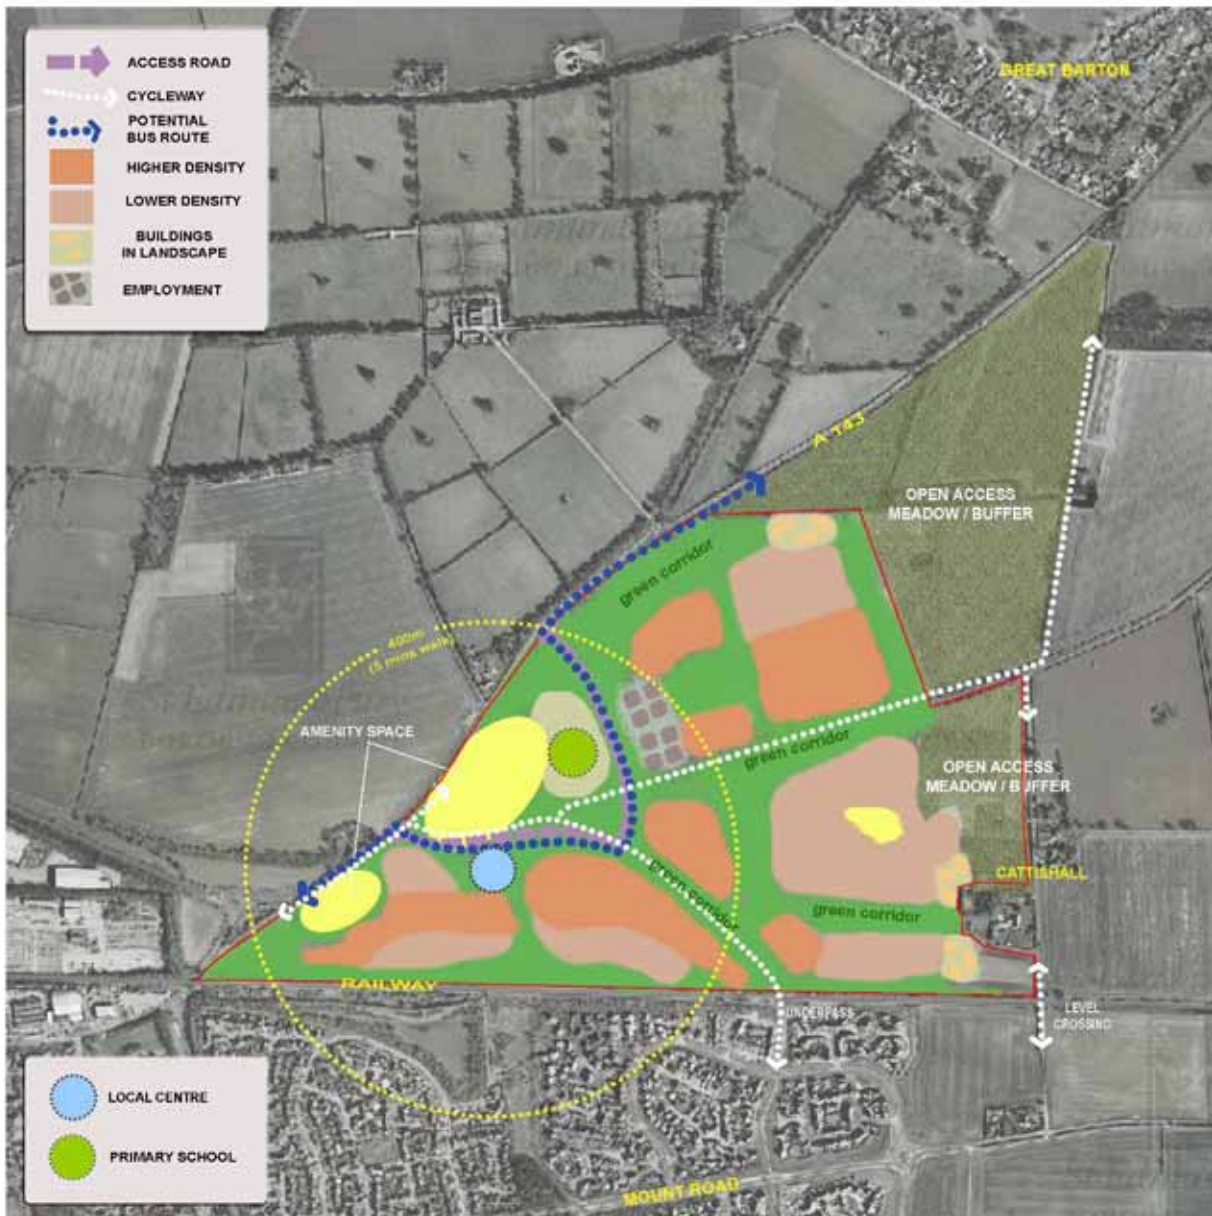 ACCESS ROAD
CYCLEWAY
POTENTIAL
BUS ROUTE
HIGHER DENSITY
LOWER DENSITY
BUILDINGS
IN LANDSCAPE
EMPLOYMENT
GREAT BARTON
A 143
OPEN ACCESS
MEADOW / BUFFER
green corridor
400m
(5 mins walk)
AMENITY SPACE
green corridor
OPEN ACCESS
MEADOW / BUFFER
CATTISHALL
green corridor
green corridor
RAILWAY
UNDERPASS
LEVEL
CROSSING
LOCAL CENTRE
PRIMARY SCHOOL
MOUNT ROAD